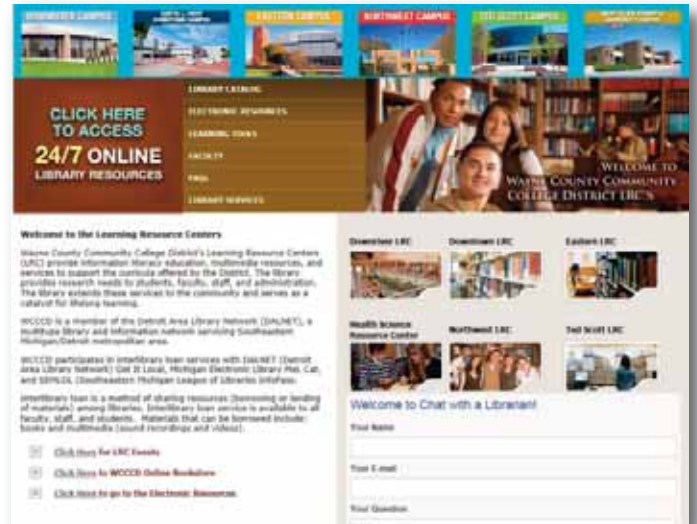 DOWNRIVER CAMPUS
EASTERN CAMPUS
NORTHWEST CAMPUS
TED SCOTT CAMPUS
CLICK HERE
TO ACCESS
24/7 ONLINE
LIBRARY RESOURCES
LIBRARY CATALOG
ELECTRONIC RESOURCES
LEARNING TOOLS
FACULTY
FAQs
LIBRARY SERVICES
WELCOME TO
WAYNE COUNTY COMMUNITY
COLLEGE DISTRICT LRC'S
Welcome to the Learning Resource Centers
Wayne County Community College District's Learning Resource Centers
(LRC) provide information literacy education, multimedia resources, and
services to support the curricula offered by the District. The library
provides research needs to students, faculty, staff, and administration.
The library extends these services to the community and serves as a
catalyst for lifelong learning.
WCCCD is a member of the Detroit Area Library Network (DALNET), a
multitype library and information network servicing Southeastern
Michigan/Detroit metropolitan area.
WCCCD participates in interlibrary loan services with DALNET (Detroit
Area Library Network) Get It Local, Michigan Electronic Library Mel Cat,
and SEMLOL (Southeastern Michigan League of Libraries InfoPass.
Interlibrary loan is a method of sharing resources (borrowing or lending
of materials) among libraries. Interlibrary loan service is available to all
faculty, staff, and students. Materials that can be borrowed include:
books and multimedia (sound recordings and videos).
Click Here for LRC Events
Click Here to WCCCD Online Bookstore
Click Here to go to the Electronic Resources
Downriver LRC
Downtown LRC
Eastern LRC
Health Science
Resource Center
Northwest LRC
Ted Scott LRC
Welcome to Chat with a Librarian!
Your Name
Your E-mail
Your Question